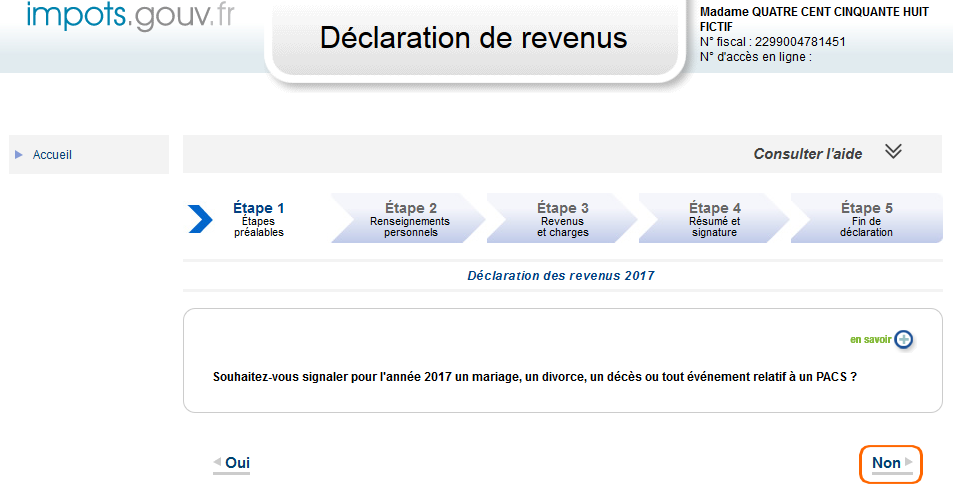 impots.gouv.fr
Déclaration de revenus
Madame QUATRE CENT CINQUANTE HUIT
FICTIF
N° fiscal : 2299004781451
N° d'accès en ligne :
Accueil
Consulter l'aide
Étape 1
Étapes
préalables
Étape 2
Renseignements
personnels
Étape 3
Revenus
et charges
Étape 4
Résumé et
signature
Étape 5
Fin de
déclaration
Déclaration des revenus 2017
en savoir
Souhaitez-vous signaler pour l'année 2017 un mariage, un divorce, un décès ou tout événement relatif à un PACS ?
Oui
Non